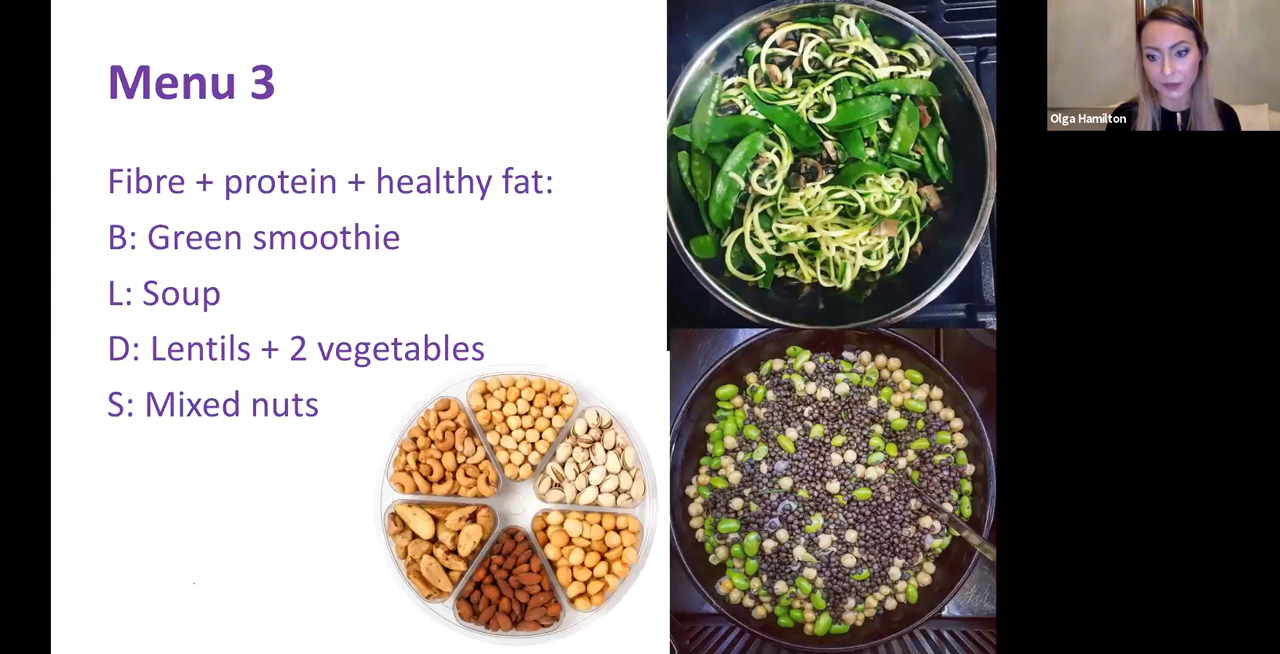 Menu 3
Fibre + protein + healthy fat:
B: Green smoothie
L: Soup
D: Lentils + 2 vegetables
S: Mixed nuts
Olga Hamilton